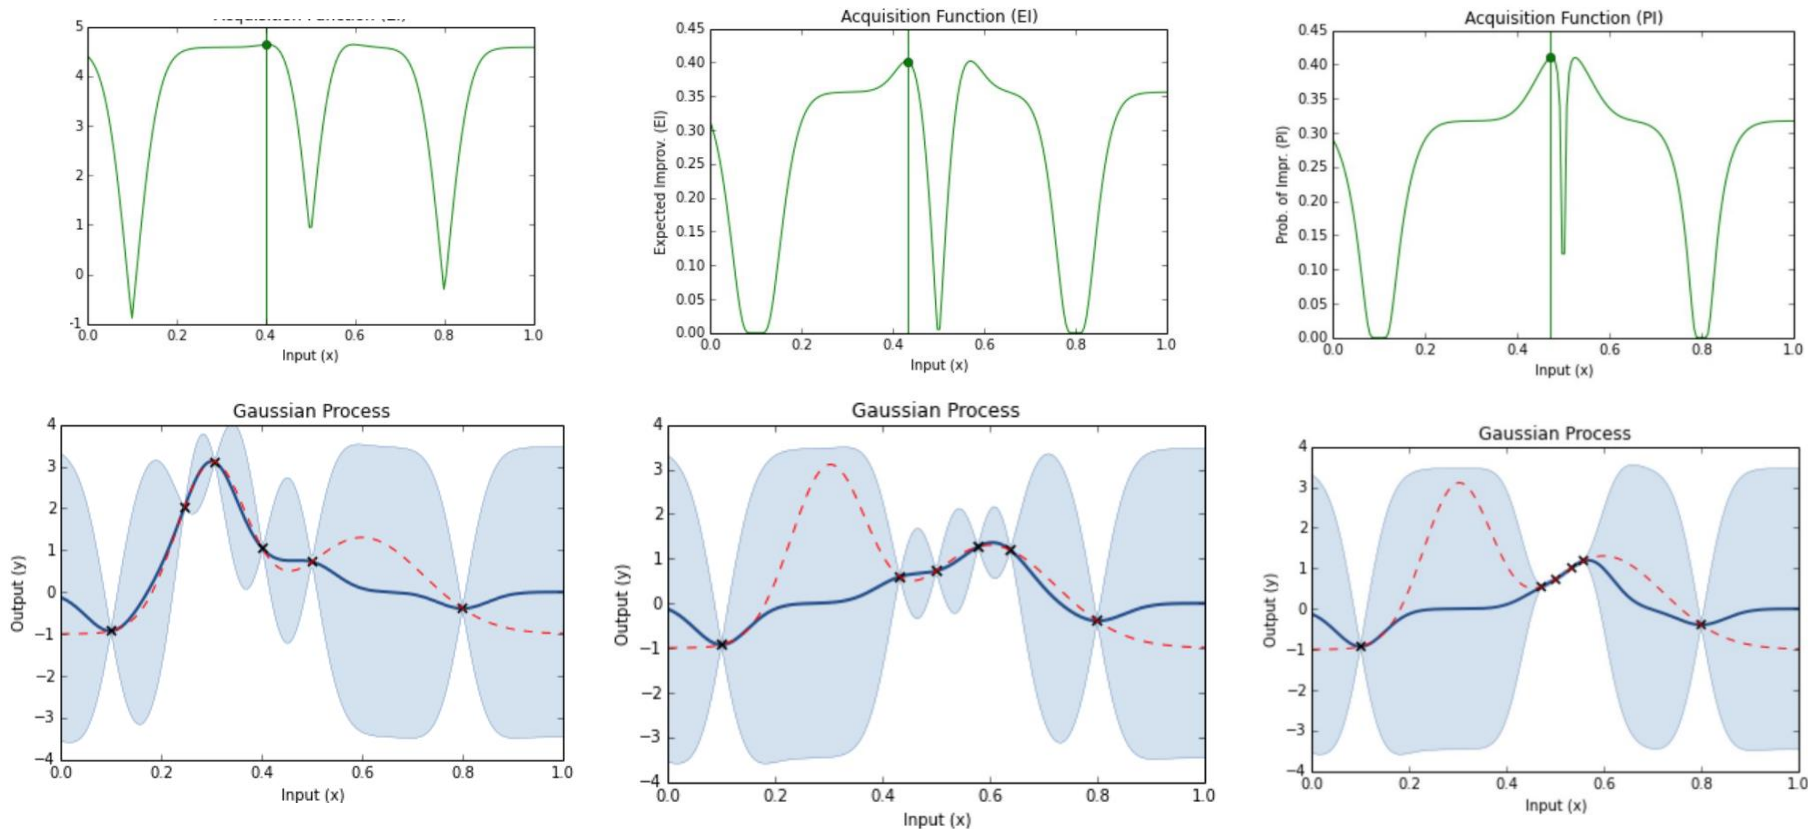 Acquisition Function
5
4
3
2
1
0
-1
0.0 0.2 0.4 0.6 0.8 1.0
Input (x)
Acquisition Function (EI)
Expected Improv. (EI)
0.45
0.40
0.35
0.30
0.25
0.20
0.15
0.10
0.05
0.00
0.0 0.2 0.4 0.6 0.8 1.0
Input (x)
Acquisition Function (PI)
Prob. of Impr. (PI)
0.45
0.40
0.35
0.30
0.25
0.20
0.15
0.10
0.05
0.00
0.0 0.2 0.4 0.6 0.8 1.0
Input (x)
Gaussian Process
Output (y)
4
3
2
1
0
−1
−2
−3
−4
0.0 0.2 0.4 0.6 0.8 1.0
Input (x)
Gaussian Process
Output (y)
4
3
2
1
0
−1
−2
−3
−4
0.0 0.2 0.4 0.6 0.8 1.0
Input (x)
Gaussian Process
Output (y)
4
3
2
1
0
−1
−2
−3
−4
0.0 0.2 0.4 0.6 0.8 1.0
Input (x)